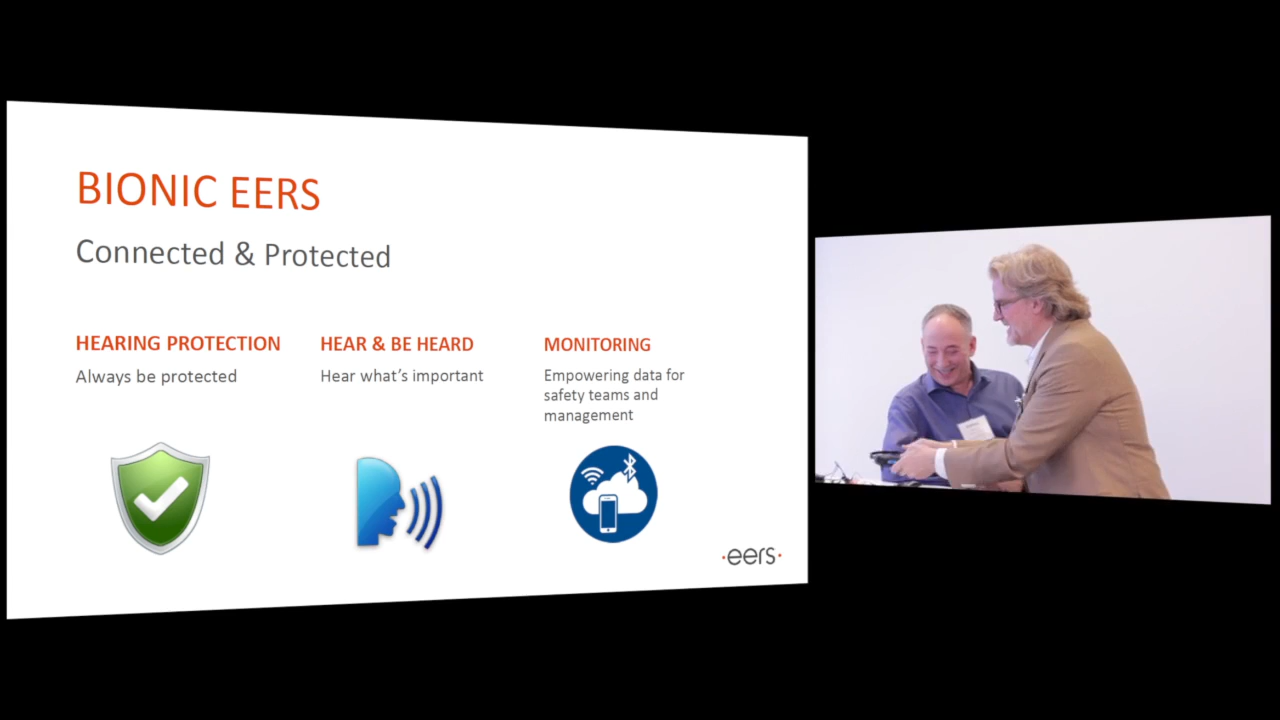 BIONIC EERS
Connected & Protected
HEARING PROTECTION
Always be protected
HEAR & BE HEARD
Hear what's important
MONITORING
Empowering data for
safety teams and
management
·eers·